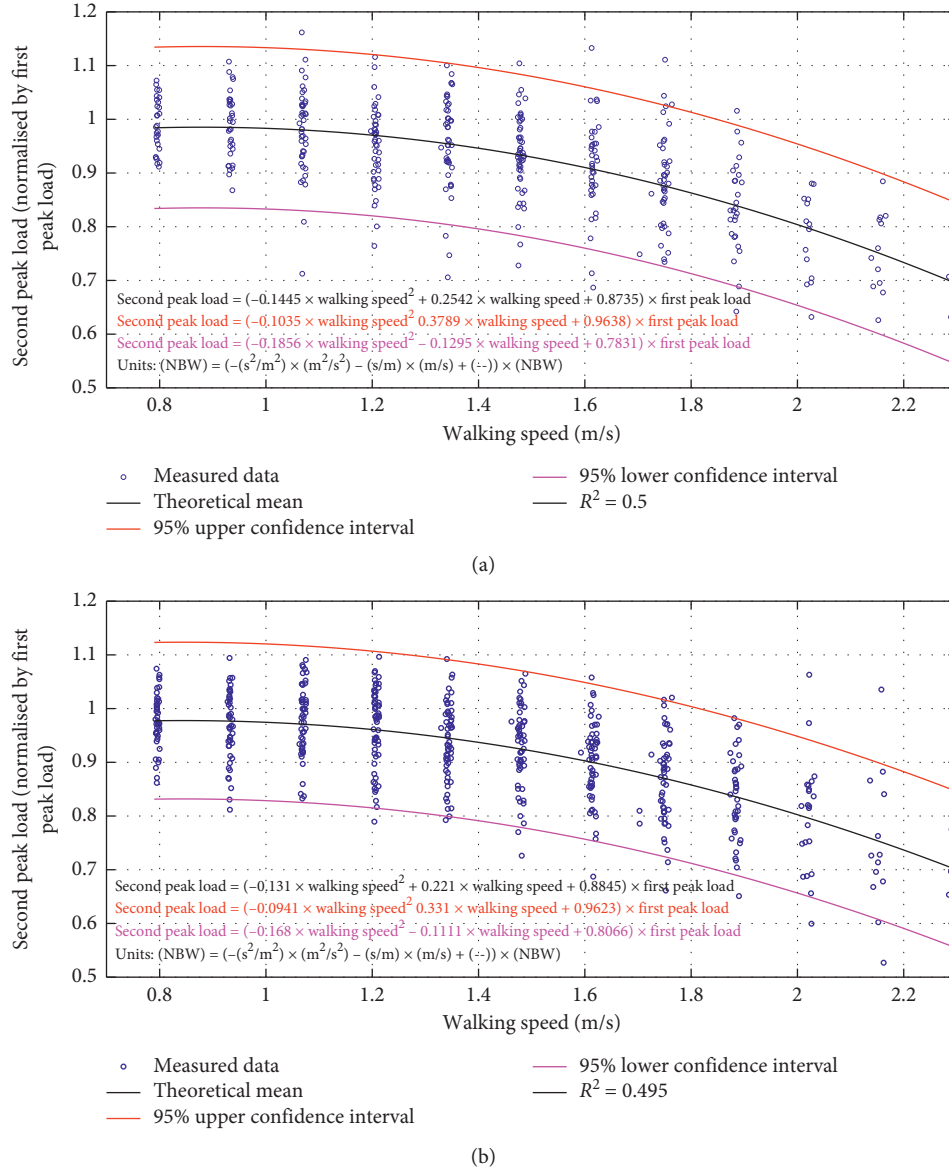 1.2
1.1
1
0.9
0.8
0.7
0.6
0.5
Second peak load (normalised by first
peak load)
Second peak load = (−0.1445 × walking speed² + 0.2542 × walking speed + 0.8735) × first peak load
Second peak load = (−0.1035 × walking speed² 0.3789 × walking speed + 0.9638) × first peak load
Second peak load = (−0.1856 × walking speed² − 0.1295 × walking speed + 0.7831) × first peak load
Units: (NBW) = (−(s²/m²) × (m²/s²) − (s/m) × (m/s) + (--)) × (NBW)
0.8 1 1.2 1.4 1.6 1.8 2 2.2
Walking speed (m/s)
Measured data
Theoretical mean
95% upper confidence interval
95% lower confidence interval
R² = 0.5
(a)
1.2
1.1
1
0.9
0.8
0.7
0.6
0.5
Second peak load (normalised by first
peak load)
Second peak load = (−0,131 × walking speed² + 0.221 × walking speed + 0.8845) × first peak load
Second peak load = (−0.0941 × walking speed² 0.331 × walking speed + 0.9623) × first peak load
Second peak load = (−0.168 × walking speed² − 0.1111 × walking speed + 0.8066) × first peak load
Units: (NBW) = (−(s²/m²) × (m²/s²) − (s/m) × (m/s) + (--)) × (NBW)
0.8 1 1.2 1.4 1.6 1.8 2 2.2
Walking speed (m/s)
Measured data
Theoretical mean
95% upper confidence interval
95% lower confidence interval
R² = 0.495
(b)